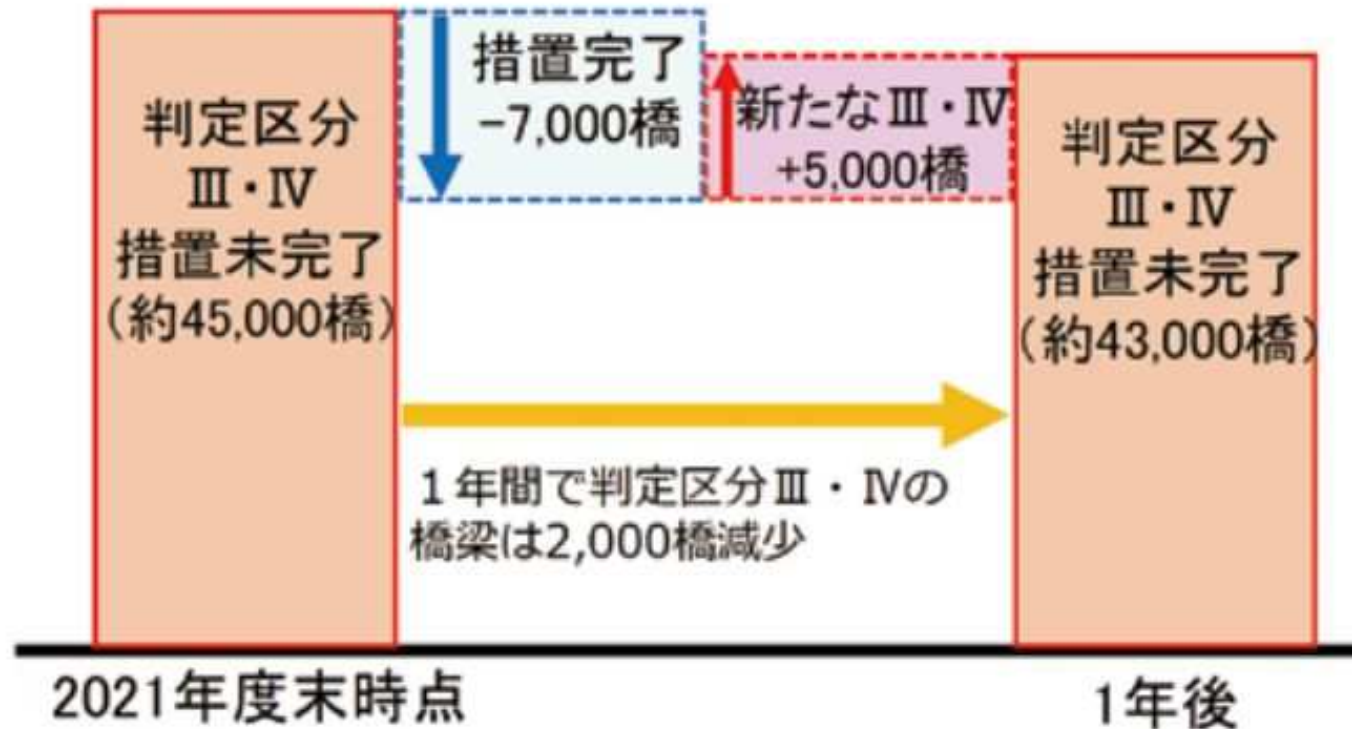 判定区分
Ⅲ・Ⅳ
措置未完了
(約45,000橋)
措置完了
-7,000橋
新たなⅢ・Ⅳ
+5,000橋
判定区分
Ⅲ・Ⅳ
措置未完了
(約43,000橋)
1年間で判定区分Ⅲ・Ⅳの
橋梁は2,000橋減少
2021年度末時点
1年後